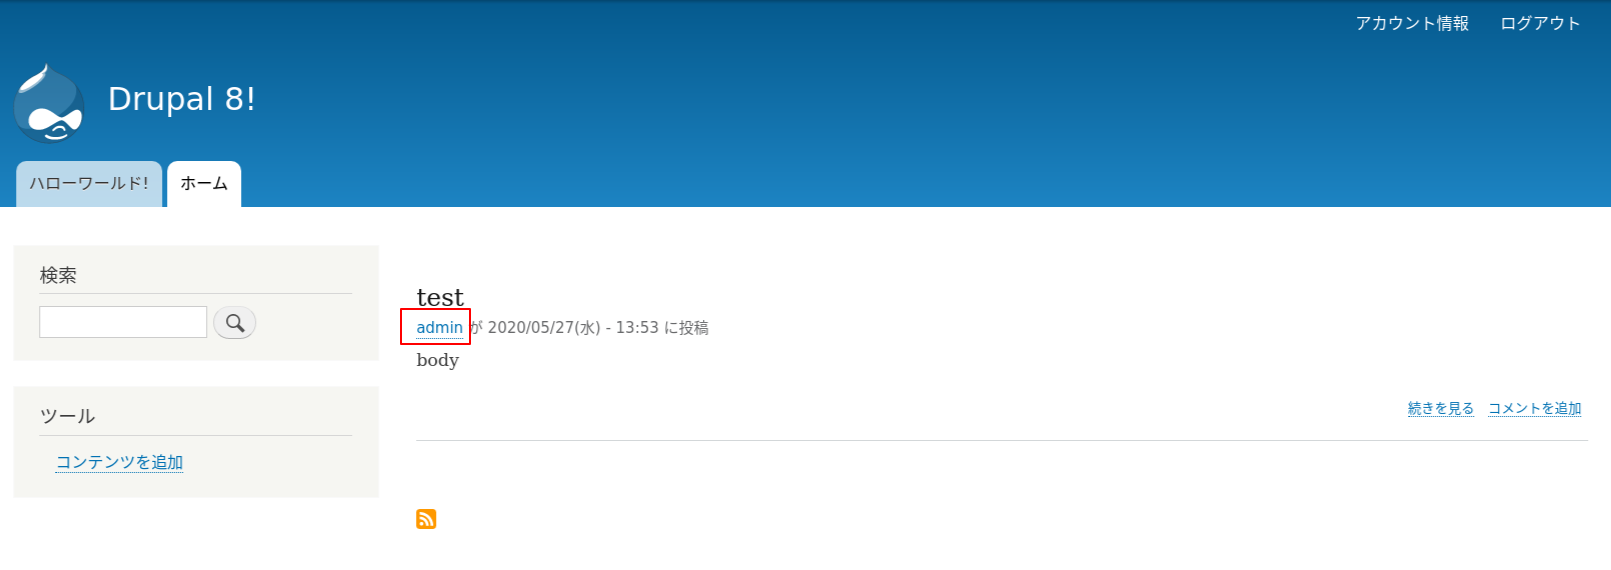 アカウント情報 ログアウト
Drupal 8!
ハローワールド! ホーム
検索
ツール
コンテンツを追加
test
admin が 2020/05/27(水) - 13:53 に投稿
body
続きを見る コメントを追加